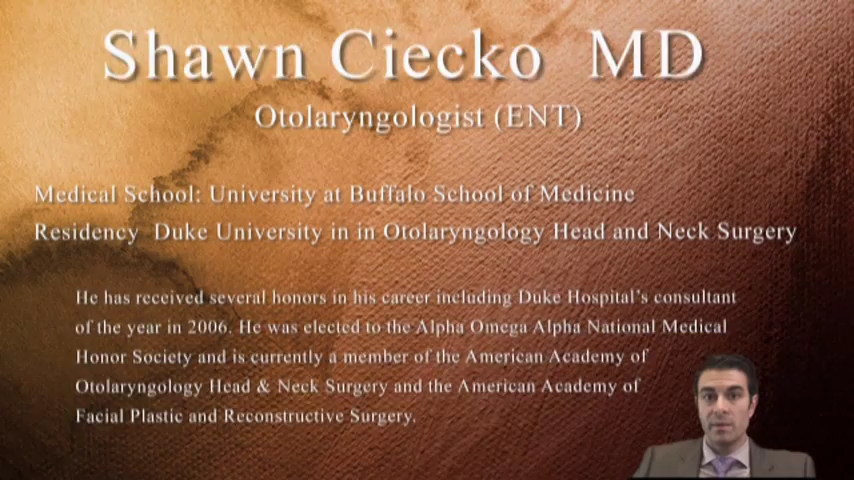 Shawn Ciecko MD
Otolaryngologist (ENT)
Medical School: University at Buffalo School of Medicine
Residency Duke University in in Otolaryngology Head and Neck Surgery
He has received several honors in his career including Duke Hospital's consultant
of the year in 2006. He was elected to the Alpha Omega Alpha National Medical
Honor Society and is currently a member of the American Academy of
Otolaryngology Head & Neck Surgery and the American Academy of
Facial Plastic and Reconstructive Surgery.